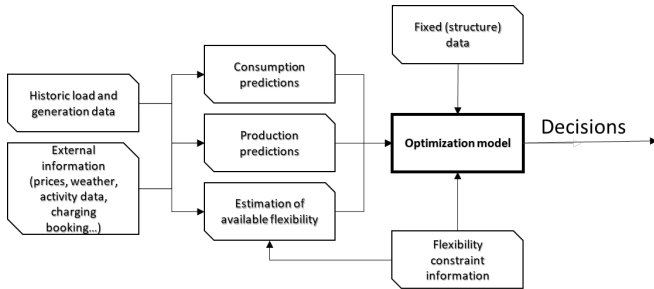 Historic load and
generation data
External
information
(prices, weather,
activity data,
charging
booking...)
Consumption
predictions
Production
predictions
Estimation of
available flexibility
Fixed (structure)
data
Optimization model
Flexibility
constraint
information
Decisions